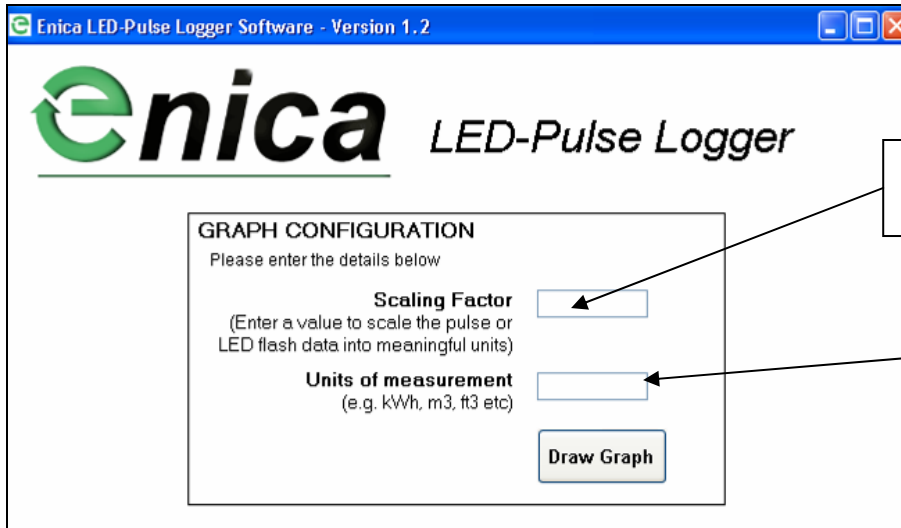 Enica LED-Pulse Logger Software - Version 1.2
enica LED-Pulse Logger
GRAPH CONFIGURATION
Please enter the details below
Scaling Factor
(Enter a value to scale the pulse or
LED flash data into meaningful units)
Units of measurement
(e.g. kWh, m3, ft3 etc)
Draw Graph